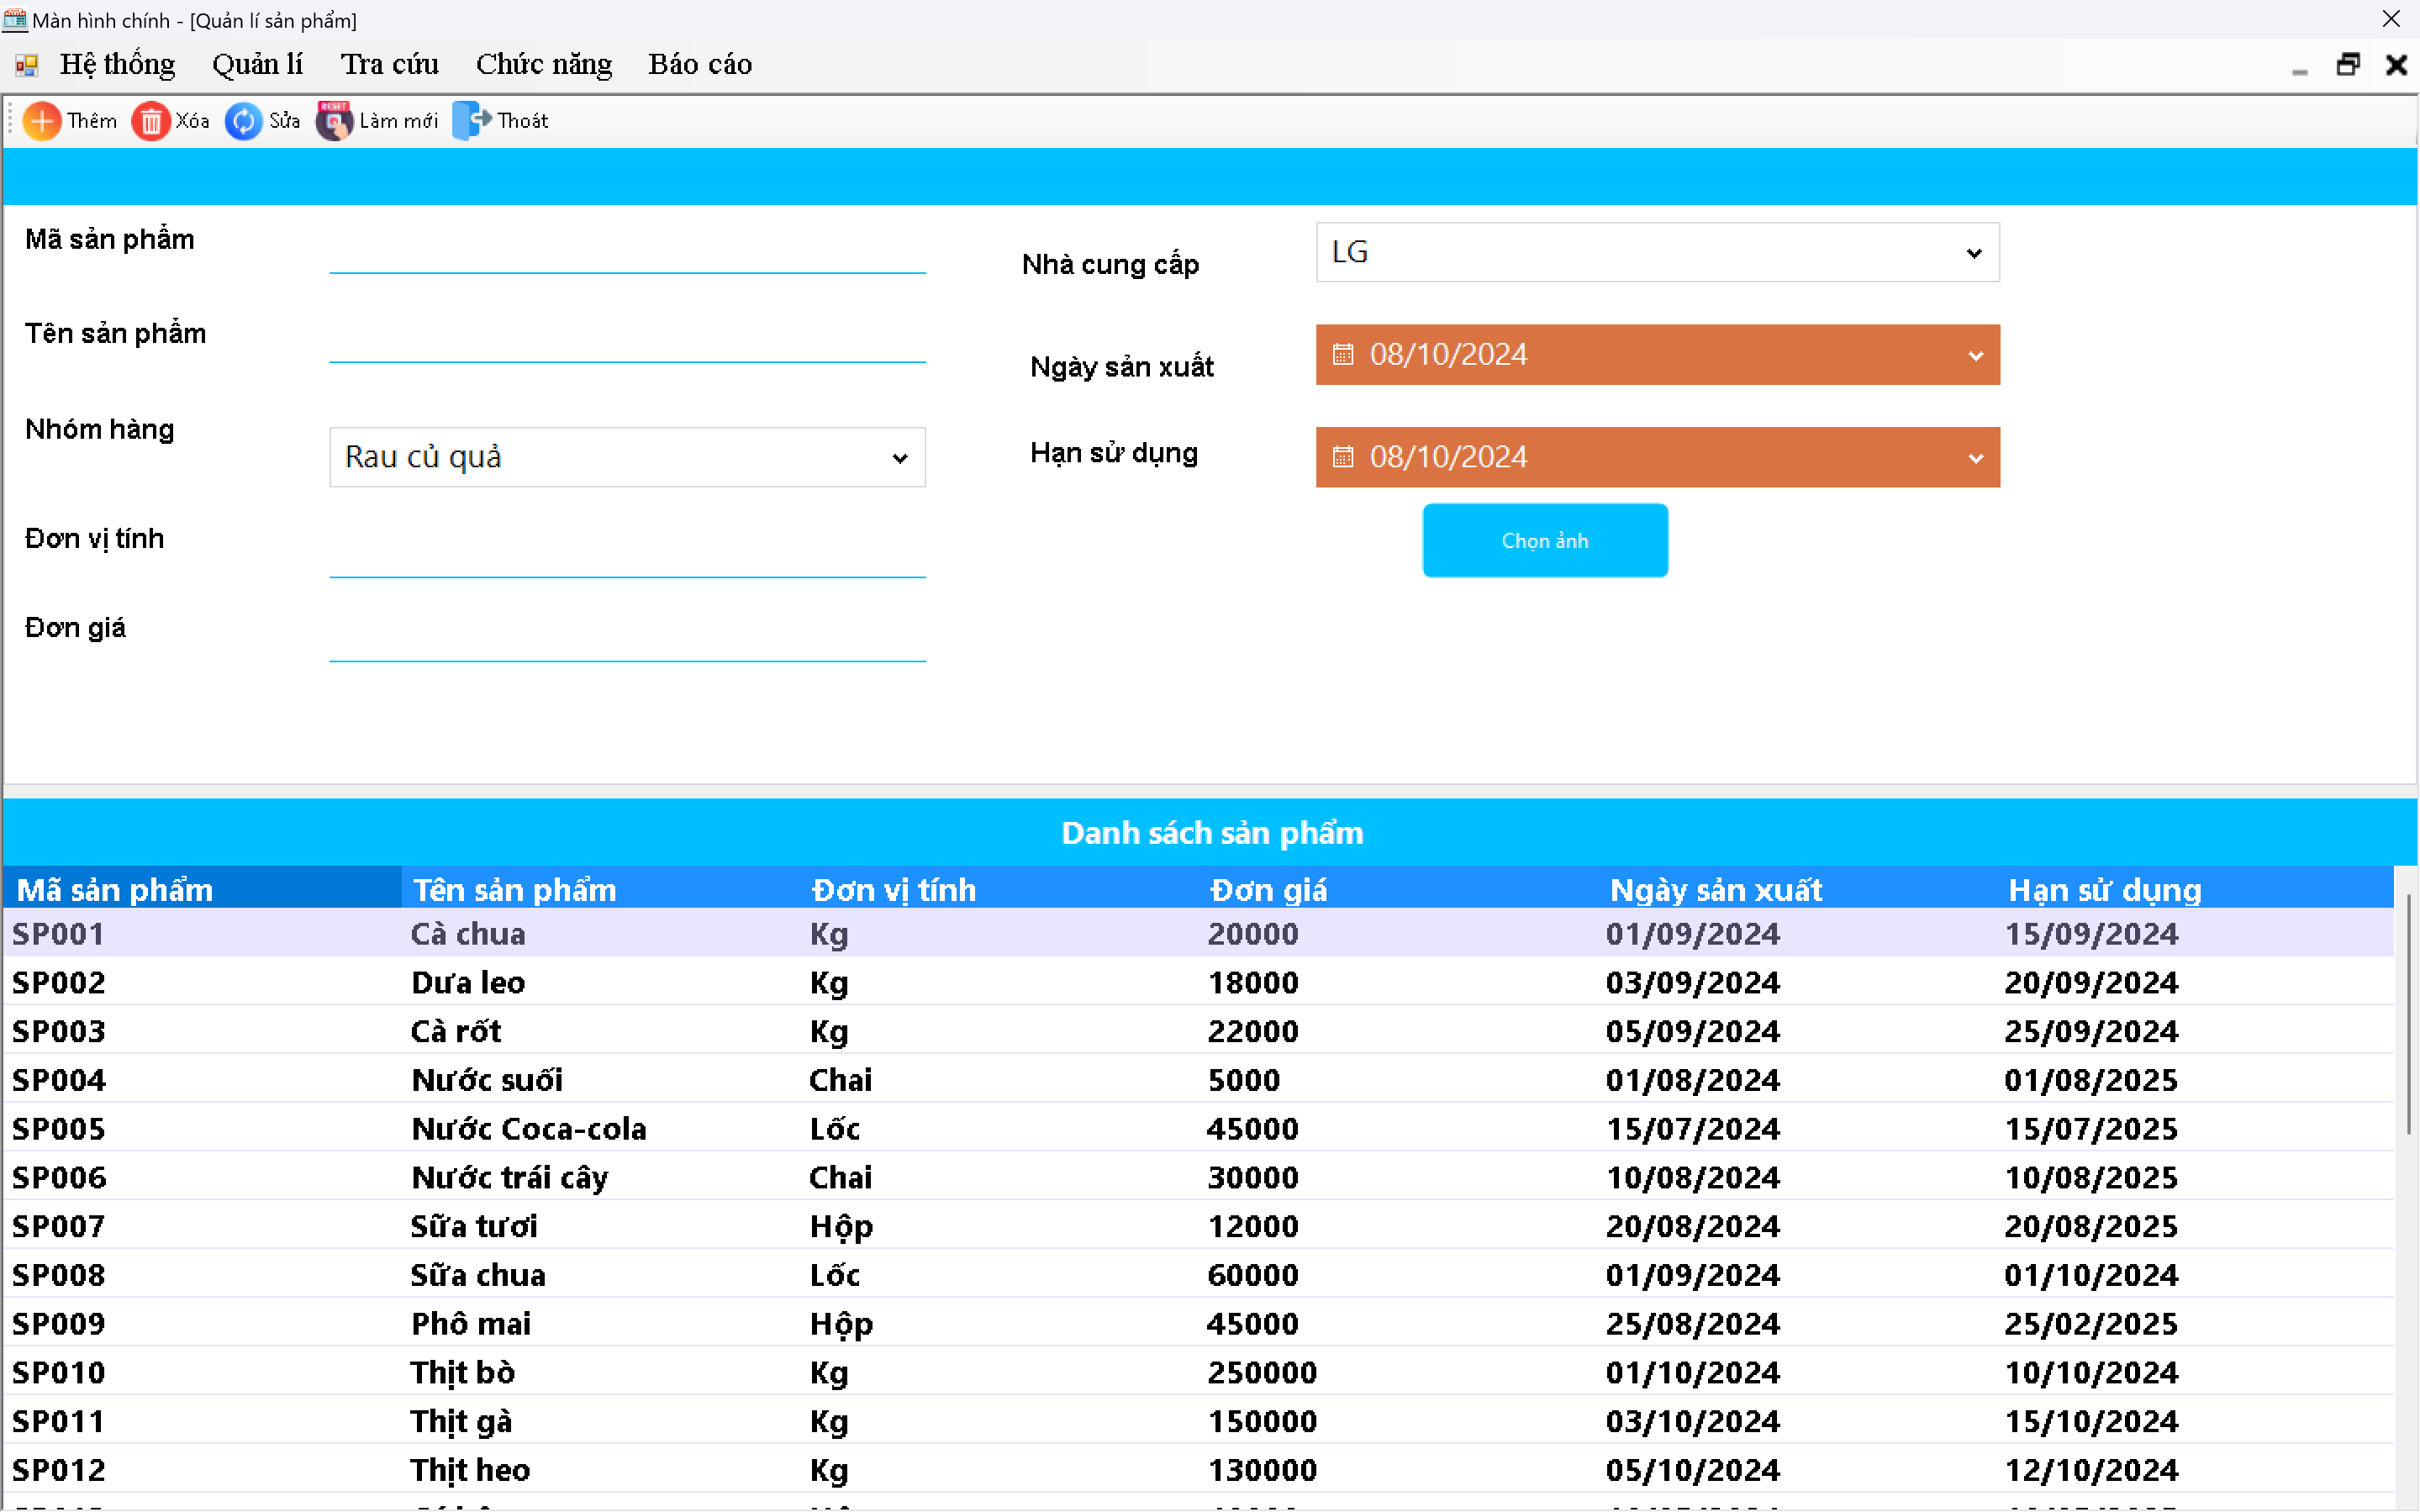 Màn hình chính - [Quản lí sản phẩm]
Hệ thống Quản lí Tra cứu Chức năng Báo cáo
Thêm Xóa Sửa RESET Làm mới Thoát
Mã sản phẩm
Nhà cung cấp LG
Tên sản phẩm
Ngày sản xuất 08/10/2024
Nhóm hàng Rau củ quả
Hạn sử dụng 08/10/2024
Đơn vị tính
Chọn ảnh
Đơn giá
Danh sách sản phẩm
Mã sản phẩm Tên sản phẩm Đơn vị tính Đơn giá Ngày sản xuất Hạn sử dụng
SP001 Cà chua Kg 20000 01/09/2024 15/09/2024
SP002 Dưa leo Kg 18000 03/09/2024 20/09/2024
SP003 Cà rốt Kg 22000 05/09/2024 25/09/2024
SP004 Nước suối Chai 5000 01/08/2024 01/08/2025
SP005 Nước Coca-cola Lốc 45000 15/07/2024 15/07/2025
SP006 Nước trái cây Chai 30000 10/08/2024 10/08/2025
SP007 Sữa tươi Hộp 12000 20/08/2024 20/08/2025
SP008 Sữa chua Lốc 60000 01/09/2024 01/10/2024
SP009 Phô mai Hộp 45000 25/08/2024 25/02/2025
SP010 Thịt bò Kg 250000 01/10/2024 10/10/2024
SP011 Thịt gà Kg 150000 03/10/2024 15/10/2024
SP012 Thịt heo Kg 130000 05/10/2024 12/10/2024